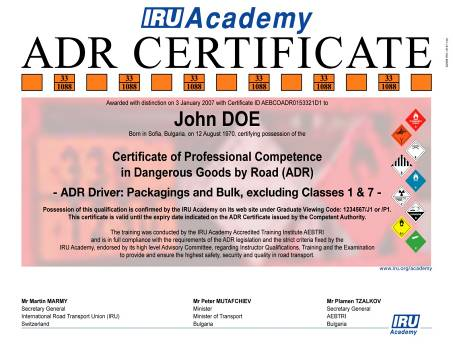 IRU Academy
ADR CERTIFICATE
33 33 33 33 33 33
1088 1088 1088 1088 1088 1088
Awarded with distinction on 3 January 2007 with Certificate ID AEBCOADR0153321D1 to
John DOE
Born in Sofia, Bulgaria, on 12 August 1970, certifying possession of the
Certificate of Professional Competence
in Dangerous Goods by Road (ADR)
- ADR Driver: Packagings and Bulk, excluding Classes 1 & 7 -
Possession of this qualification is confirmed by the IRU Academy on its web site under Graduate Viewing Code: 1234567/J1 or /P1.
This certificate is valid until the expiry date indicated on the ADR Certificate issued by the Competent Authority.
The training was conducted by the IRU Academy Accredited Training Institute AEBTRI
and is in full compliance with the requirements of the ADR legislation and the strict criteria fixed by the
IRU Academy, endorsed by its high level Advisory Committee, regarding Instructor Qualifications, Training and the Examination
to provide and ensure the highest safety, security and quality in road transport.
www.iru.org/academy
Mr Martin MARMY
Secretary General
International Road Transport Union (IRU)
Switzerland
Mr Peter MUTAFCHIEV
Minister
Minister of Transport
Bulgaria
Mr Plamen TZALKOV
Secretary General
AEBTRI
Bulgaria
IRU
Academy